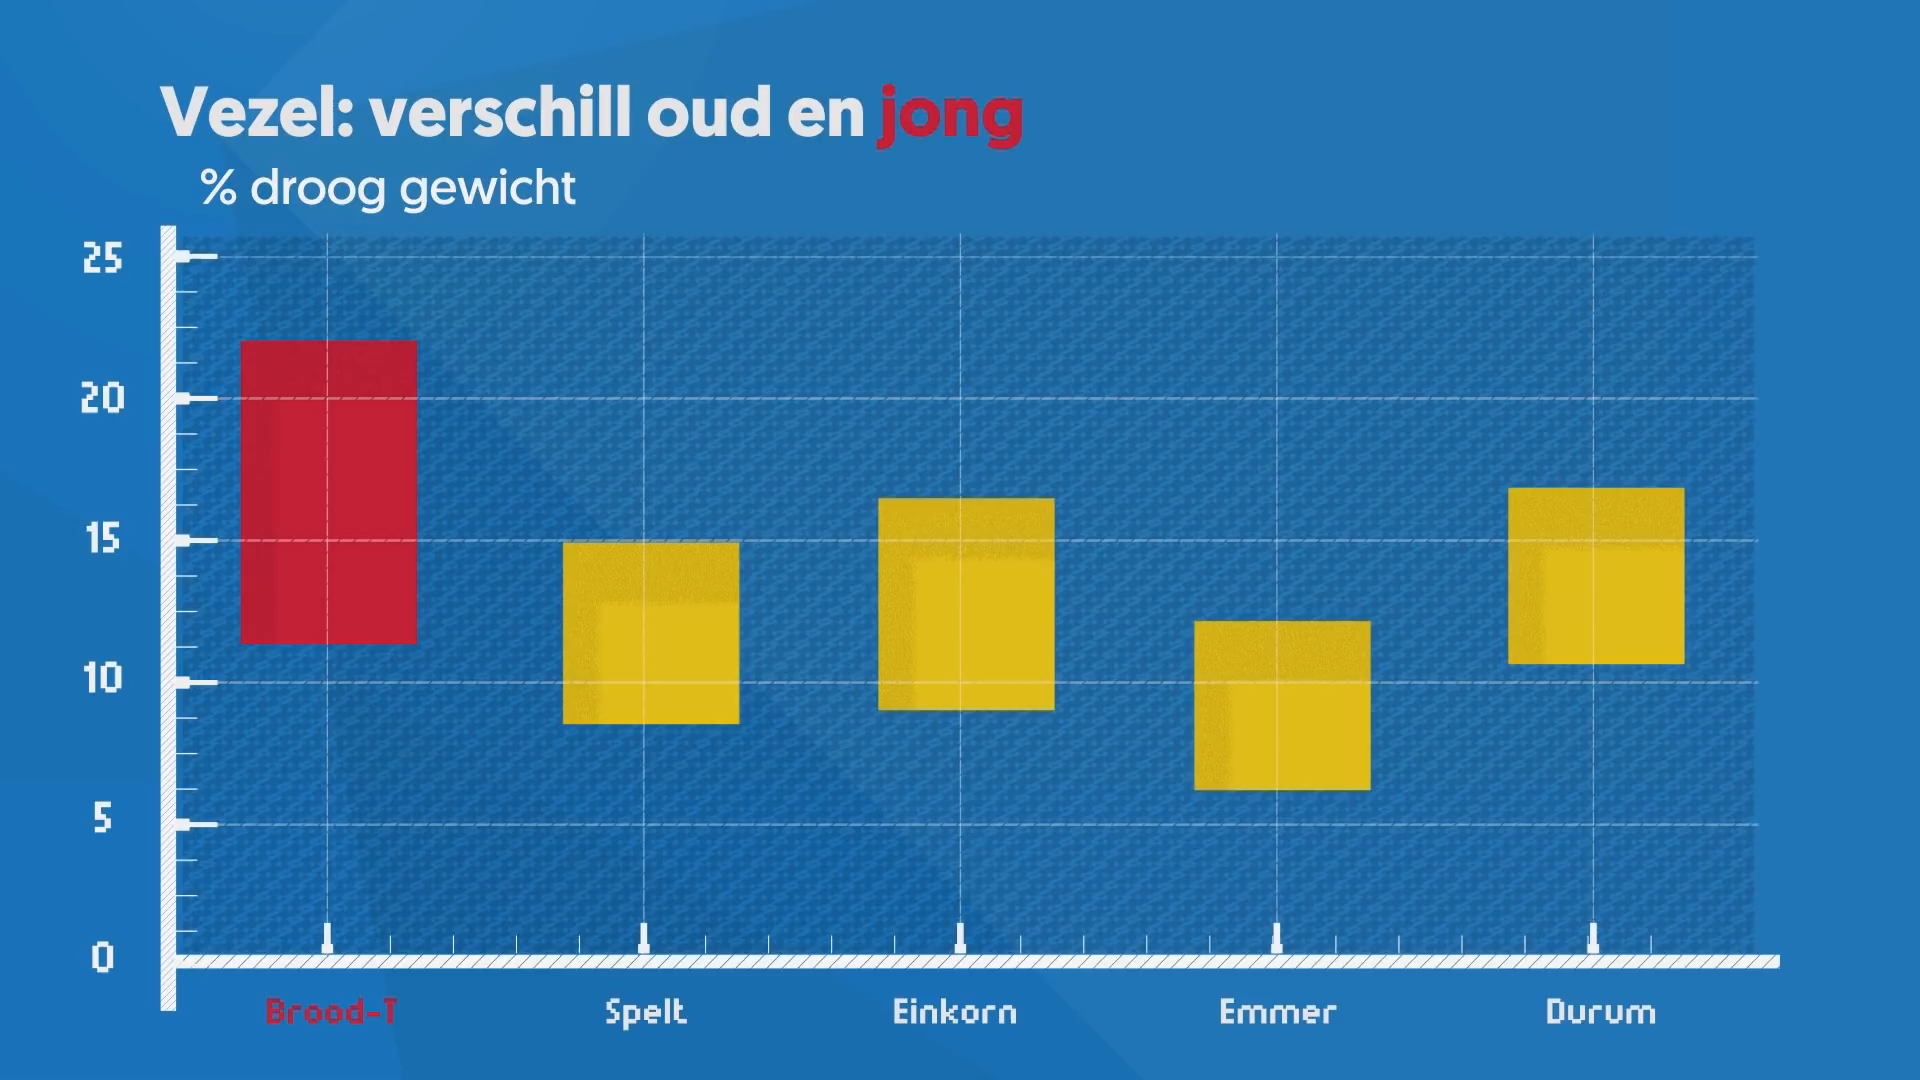 Vezel: verschill oud en jong
% droog gewicht
25
20
15
10
5
0
Brood-T Spelt Einkorn Emmer Durum